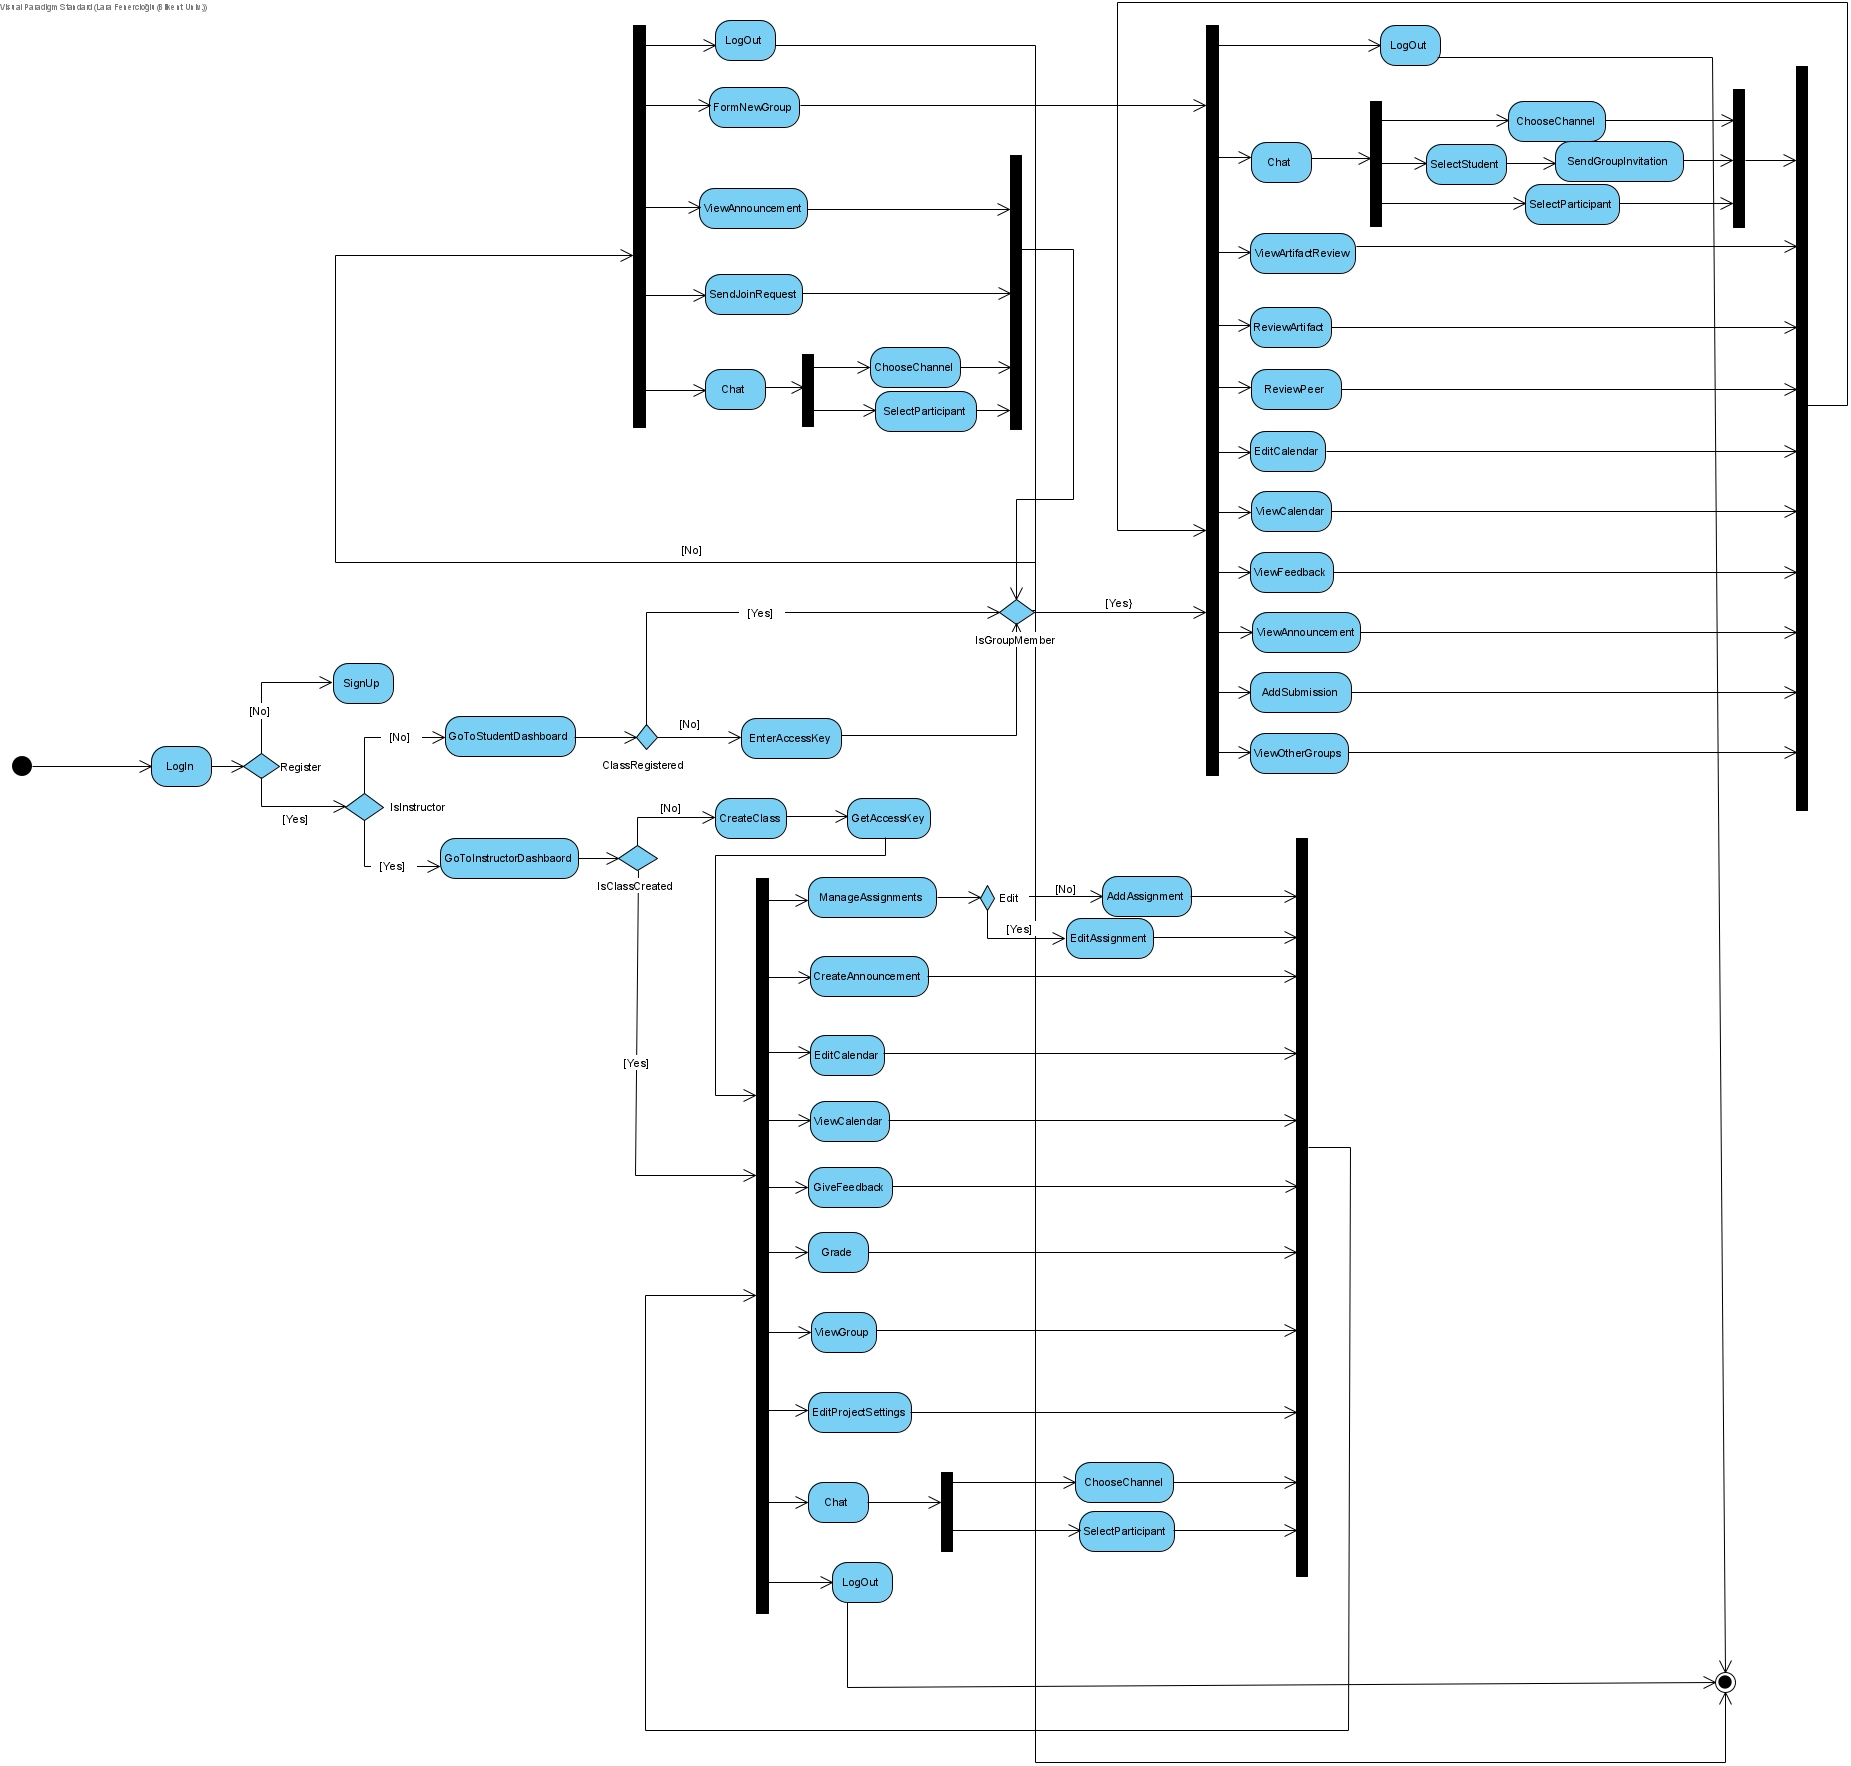 Visual Paradigm Standard (Lara Fenercioğlu (Bilkent Univ.))
LogOut
FormNewGroup
ViewAnnouncement
SendJoinRequest
Chat
ChooseChannel
SelectParticipant
[No]
LogOut
Chat
ChooseChannel
SelectStudent
SendGroupInvitation
SelectParticipant
ViewArtifactReview
ReviewArtifact
ReviewPeer
EditCalendar
ViewCalendar
ViewFeedback
ViewAnnouncement
AddSubmission
ViewOtherGroups
[Yes]
IsGroupMember
[Yes}
SignUp
[No]
LogIn
Register
[Yes]
[No]
GoToStudentDashboard
ClassRegistered
[No]
EnterAccessKey
IsInstructor
[Yes]
GoToInstructorDashbaord
IsClassCreated
[No]
CreateClass
GetAccessKey
[Yes]
ManageAssignments
Edit
[No]
AddAssignment
[Yes]
EditAssignment
CreateAnnouncement
EditCalendar
ViewCalendar
GiveFeedback
Grade
ViewGroup
EditProjectSettings
Chat
ChooseChannel
SelectParticipant
LogOut